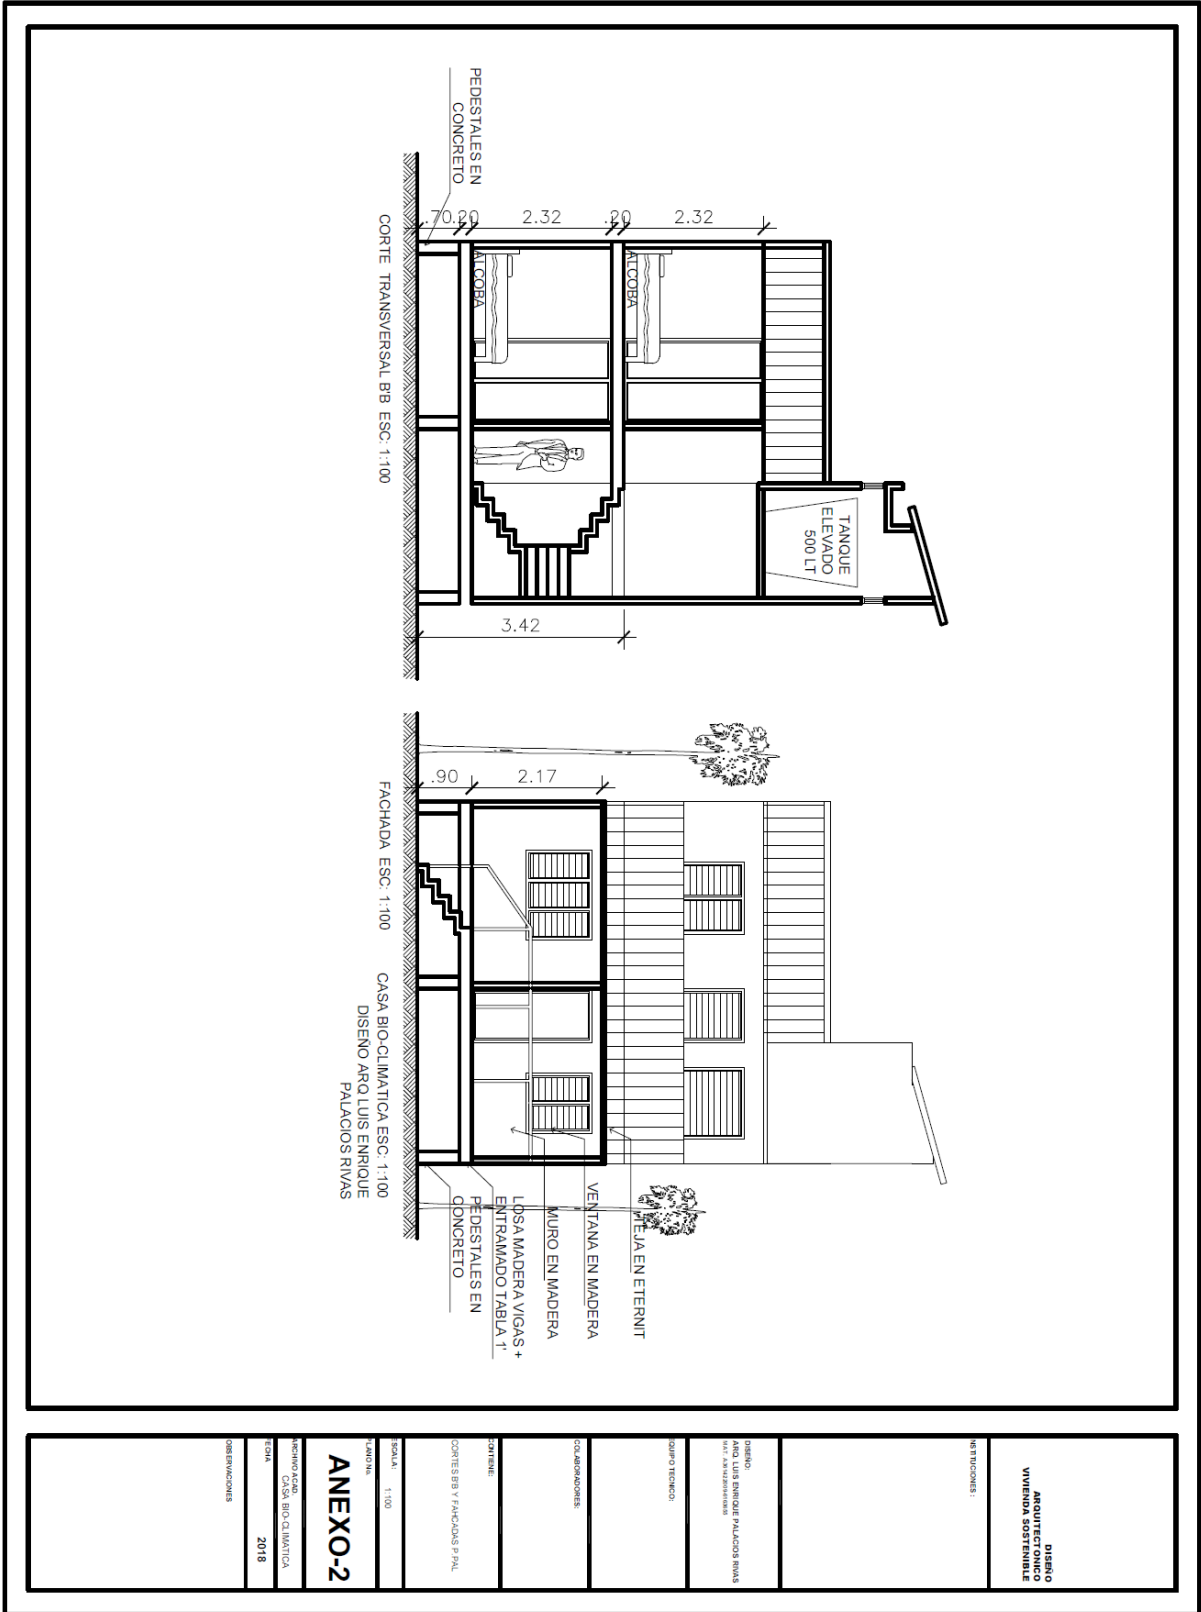 PEDESTALES EN
CONCRETO
.70
.20
2.32
.20
2.32
ALCOBA
ALCOBA
TANQUE
ELEVADO
500 LT
3.42
CORTE TRANSVERSAL B'B ESC: 1:100
.90
2.17
TEJA EN ETERNIT
VENTANA EN MADERA
MURO EN MADERA
LOSA MADERA VIGAS +
ENTRAMADO TABLA 1'
PEDESTALES EN
CONCRETO
FACHADA ESC: 1:100
CASA BIO-CLIMATICA ESC: 1:100
DISEÑO ARQ LUIS ENRIQUE
PALACIOS RIVAS
DISEÑO
ARQUITECTONICO
VIVIENDA SOSTENIBLE
INSTITUCIONES :
DISEÑO:
ARQ. LUIS ENRIQUE PALACIOS RIVAS
EQUIPO TECNICO:
COLABORADORES:
CONTIENE:
CORTES B'B Y FAHCADAS P.PAL
ESCALA:
1:100
PLANO No.
ANEXO-2
ARCHIVO ACAD.
CASA BIO-CLIMATICA
FECHA
2018
OBSERVACIONES